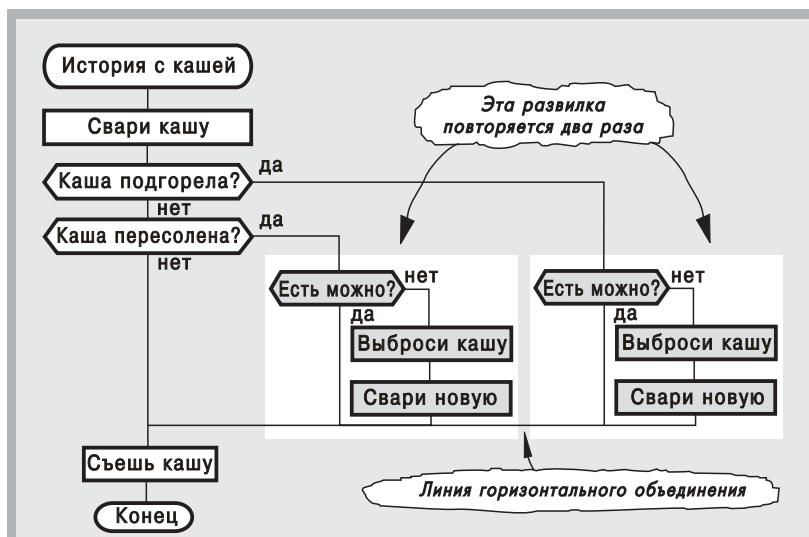 История с кашей
Эта развилка
повторяется два раза
Свари кашу
да
Каша подгорела?
нет
да
Каша пересолена?
нет
Есть можно?
нет
да
Выброси кашу
Свари новую
Есть можно?
нет
да
Выброси кашу
Свари новую
Съешь кашу
Линия горизонтального объединения
Конец